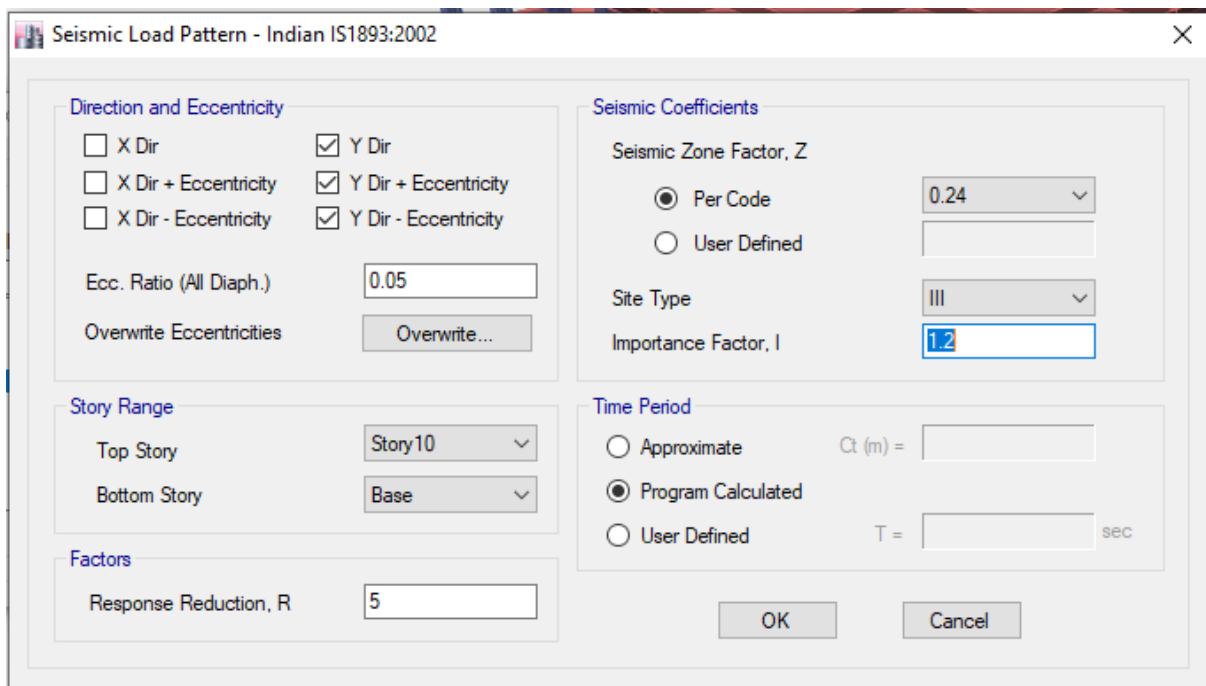 Seismic Load Pattern - Indian IS1893:2002
Direction and Eccentricity
X Dir
Y Dir
X Dir + Eccentricity
Y Dir + Eccentricity
X Dir - Eccentricity
Y Dir - Eccentricity
Ecc. Ratio (All Diaph.)
0.05
Overwrite Eccentricities
Overwrite...
Story Range
Top Story
Story10
Bottom Story
Base
Factors
Response Reduction, R
5
Seismic Coefficients
Seismic Zone Factor, Z
Per Code
0.24
User Defined
Site Type
III
Importance Factor, I
1.2
Time Period
Approximate
Ct (m) =
Program Calculated
User Defined
T =
sec
OK
Cancel